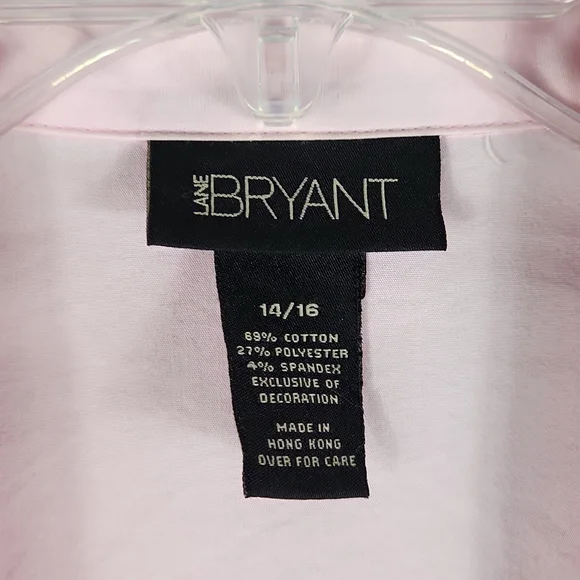 LANE BRYANT
14/16
69% COTTON
27% POLYESTER
4% SPANDEX
EXCLUSIVE OF
DECORATION
MADE IN
HONG KONG
OVER FOR CARE